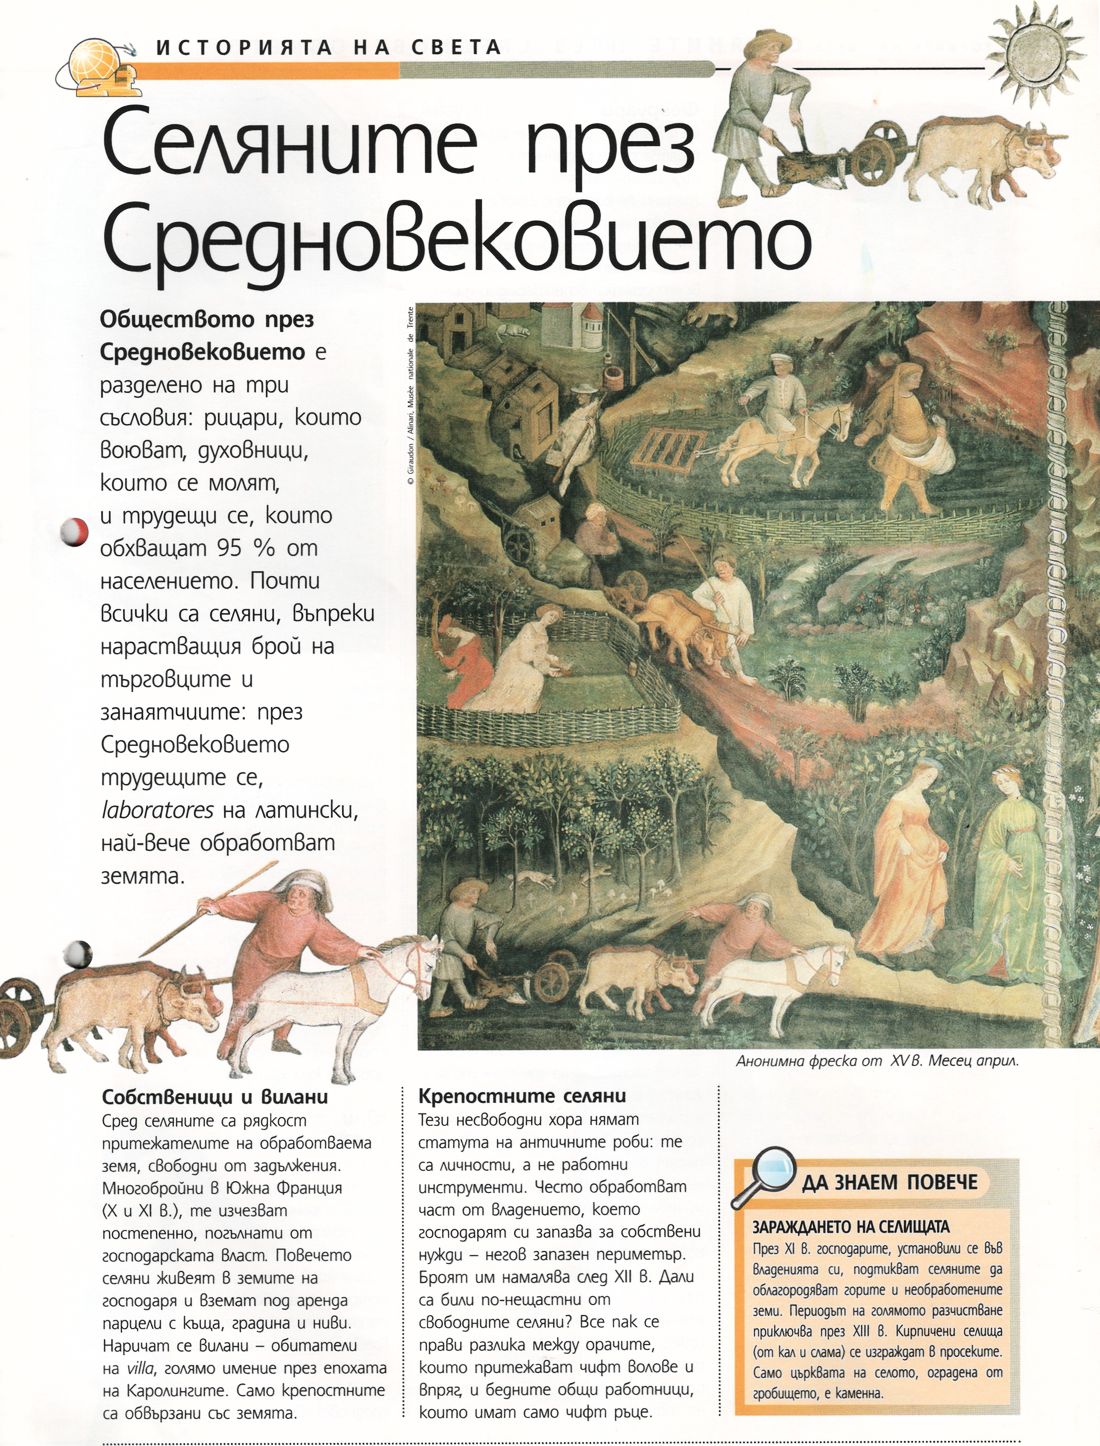 ИСТОРИЯТА НА СВЕТА
Селяните през
Средновековието
Обществото през
Средновековието е
разделено на три
съсловия: рицари, които
воюват, духовници,
които се молят,
и трудещи се, които
обхващат 95 % от
населението. Почти
всички са селяни, въпреки
нарастващия брой на
търговците и
занаятчиите: през
Средновековието
трудещите се,
laboratores на латински,
най-вече обработват
земята.
© Giraudon / Alinari, Musée nationale de Trente
Анонимна фреска от XV в. Месец април.
Собственици и вилани
Сред селяните са рядкост
притежателите на обработваема
земя, свободни от задължения.
Многобройни в Южна Франция
(X и XI в.), те изчезват
постепенно, погълнати от
господарската власт. Повечето
селяни живеят в земите на
господаря и вземат под аренда
парцели с къща, градина и ниви.
Наричат се вилани – обитатели
на villa, голямо имение през епохата
на Каролингите. Само крепостните
са обвързани със земята.
Крепостните селяни
Тези несвободни хора нямат
статута на античните роби: те
са личности, а не работни
инструменти. Често обработват
част от владението, което
господарят си запазва за собствени
нужди – негов запазен периметър.
Броят им намалява след XII в. Дали
са били по-нещастни от
свободните селяни? Все пак се
прави разлика между орачите,
които притежават чифт волове и
впряг, и бедните общи работници,
които имат само чифт ръце.
ДА ЗНАЕМ ПОВЕЧЕ
ЗАРАЖДАНЕТО НА СЕЛИЩАТА
През XI в. господарите, установили се във
владенията си, подтикват селяните да
облагородяват горите и необработените
земи. Периодът на голямото разчистване
приключва през XIII в. Кирпичени селища
(от кал и слама) се изграждат в просеките.
Само църквата на селото, оградена от
гробището, е каменна.